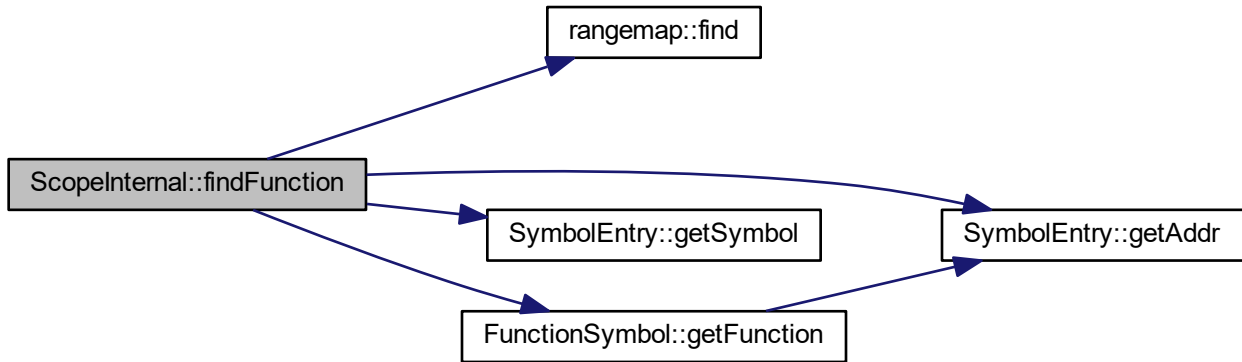 rangemap::find
ScopeInternal::findFunction
SymbolEntry::getSymbol
SymbolEntry::getAddr
FunctionSymbol::getFunction